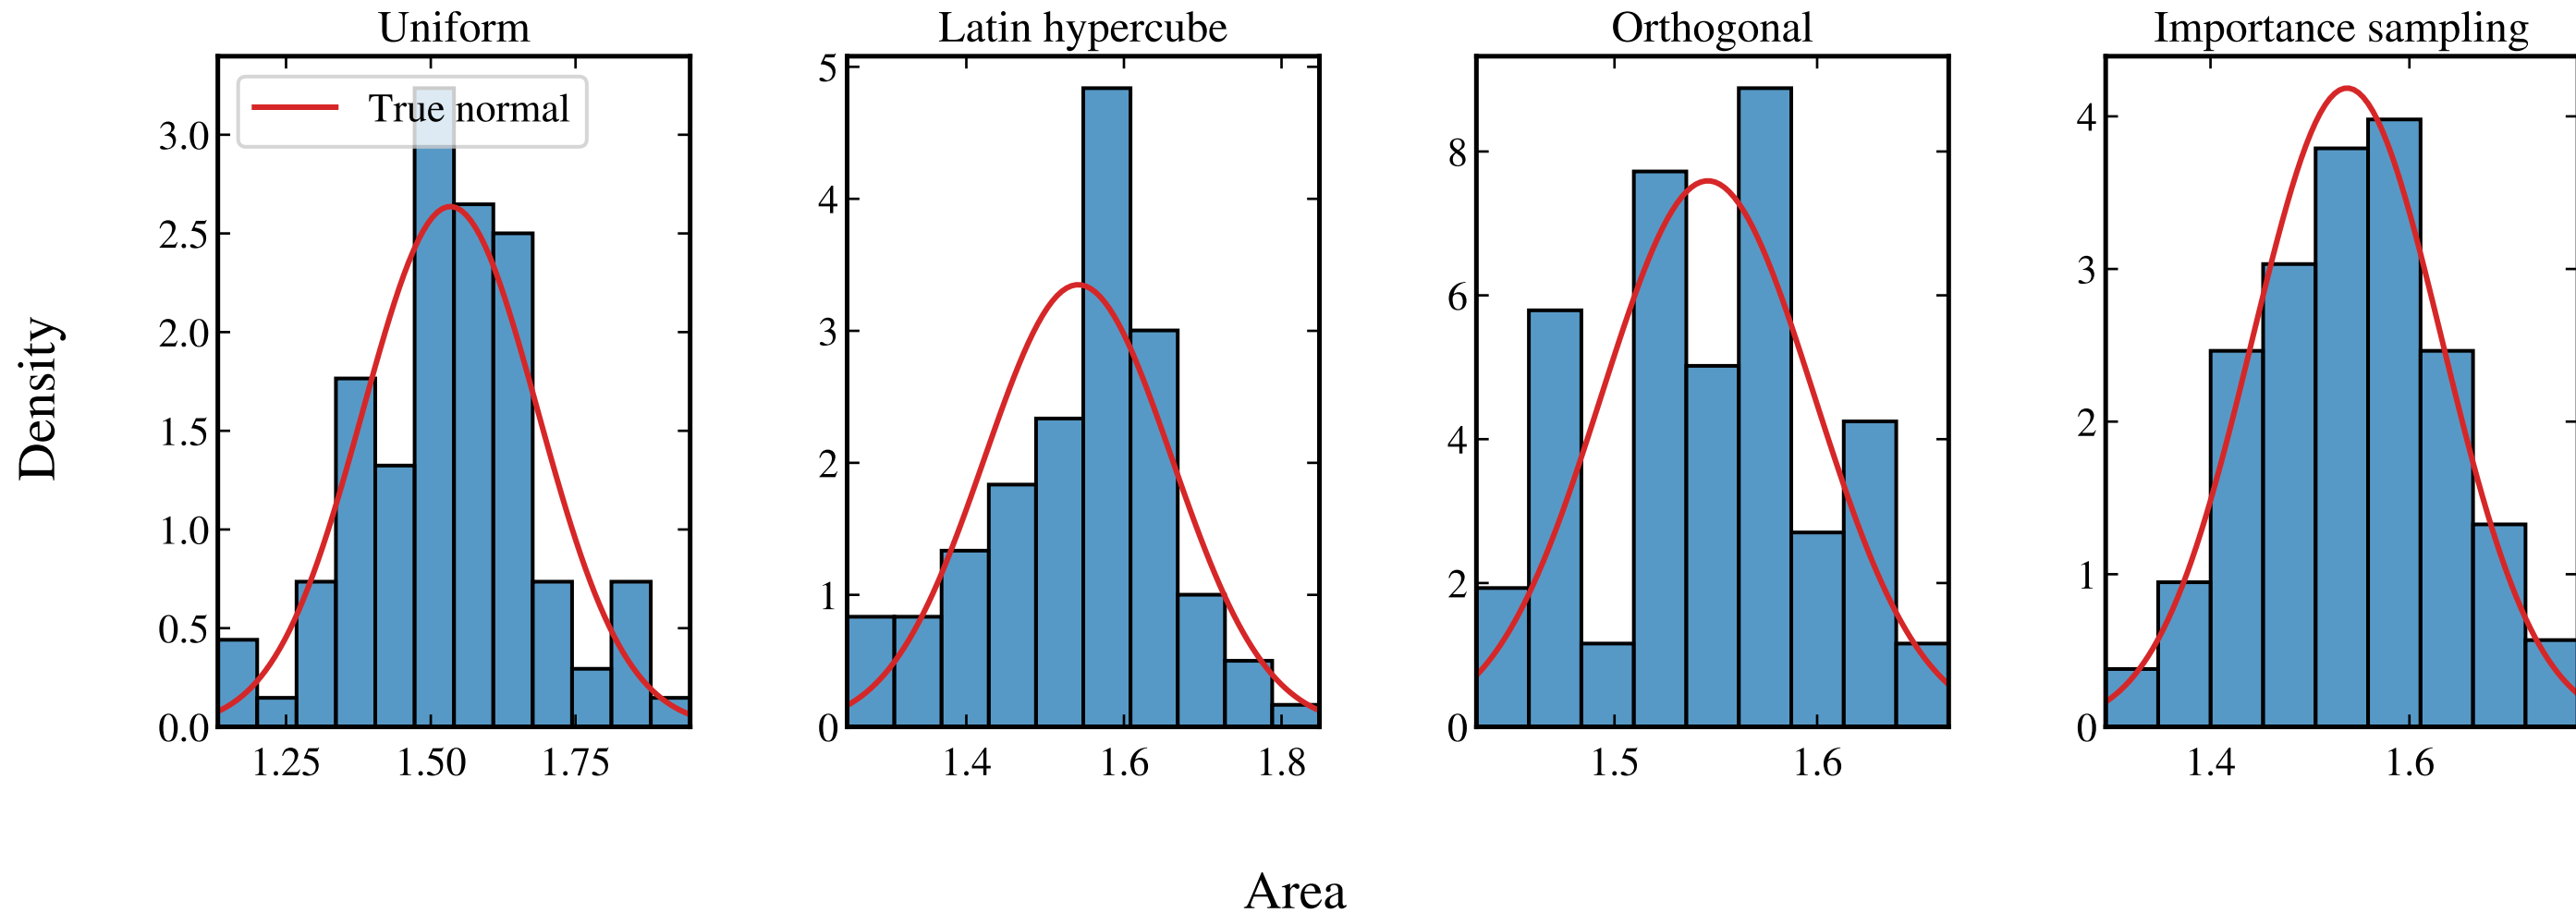 Uniform
Latin hypercube
Orthogonal
Importance sampling
True normal
3.0
2.5
2.0
1.5
1.0
0.5
0.0
1.25 1.50 1.75
5
4
3
2
1
0
1.4 1.6 1.8
8
6
4
2
0
1.5 1.6
4
3
2
1
0
1.4 1.6
Density
Area